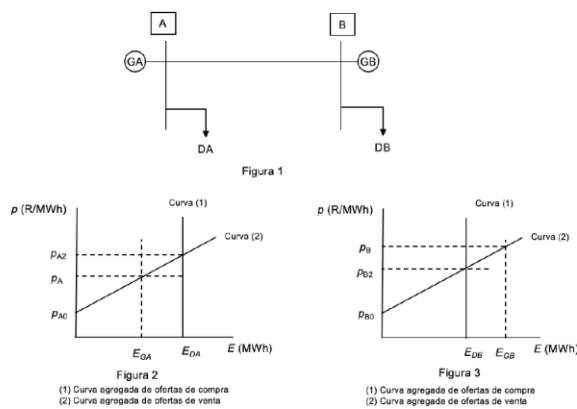 A
B
GA
GB
DA
DB
Figura 1
p (R/MWh)
Curva (1)
Curva (2)
pA2
pA
pA0
EGA
EDA
E (MWh)
Figura 2
(1) Curva agregada de ofertas de compra
(2) Curva agregada de ofertas de venta
p (R/MWh)
Curva (1)
Curva (2)
pB
pB2
pB0
EDB
EGB
E (MWh)
Figura 3
(1) Curva agregada de ofertas de compra
(2) Curva agregada de ofertas de venta